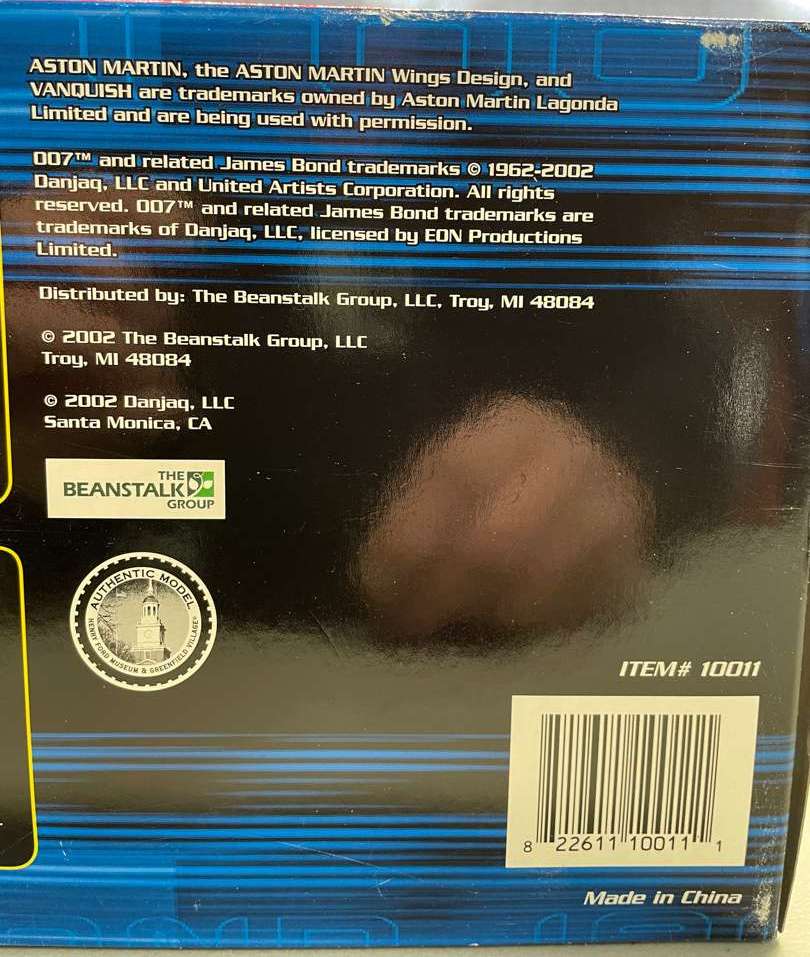 ASTON MARTIN, the ASTON MARTIN Wings Design, and
VANQUISH are trademarks owned by Aston Martin Lagonda
Limited and are being used with permission.
007™ and related James Bond trademarks © 1962-2002
Danjaq, LLC and United Artists Corporation. All rights
reserved. 007™ and related James Bond trademarks are
trademarks of Danjaq, LLC, licensed by EON Productions
Limited.
Distributed by: The Beanstalk Group, LLC, Troy, MI 48084
© 2002 The Beanstalk Group, LLC
Troy, MI 48084
© 2002 Danjaq, LLC
Santa Monica, CA
THE
BEANSTALK
GROUP
AUTHENTIC MODEL
HENRY FORD MUSEUM & GREENFIELD VILLAGE®
ITEM# 10011
8 22611 10011 1
Made in China